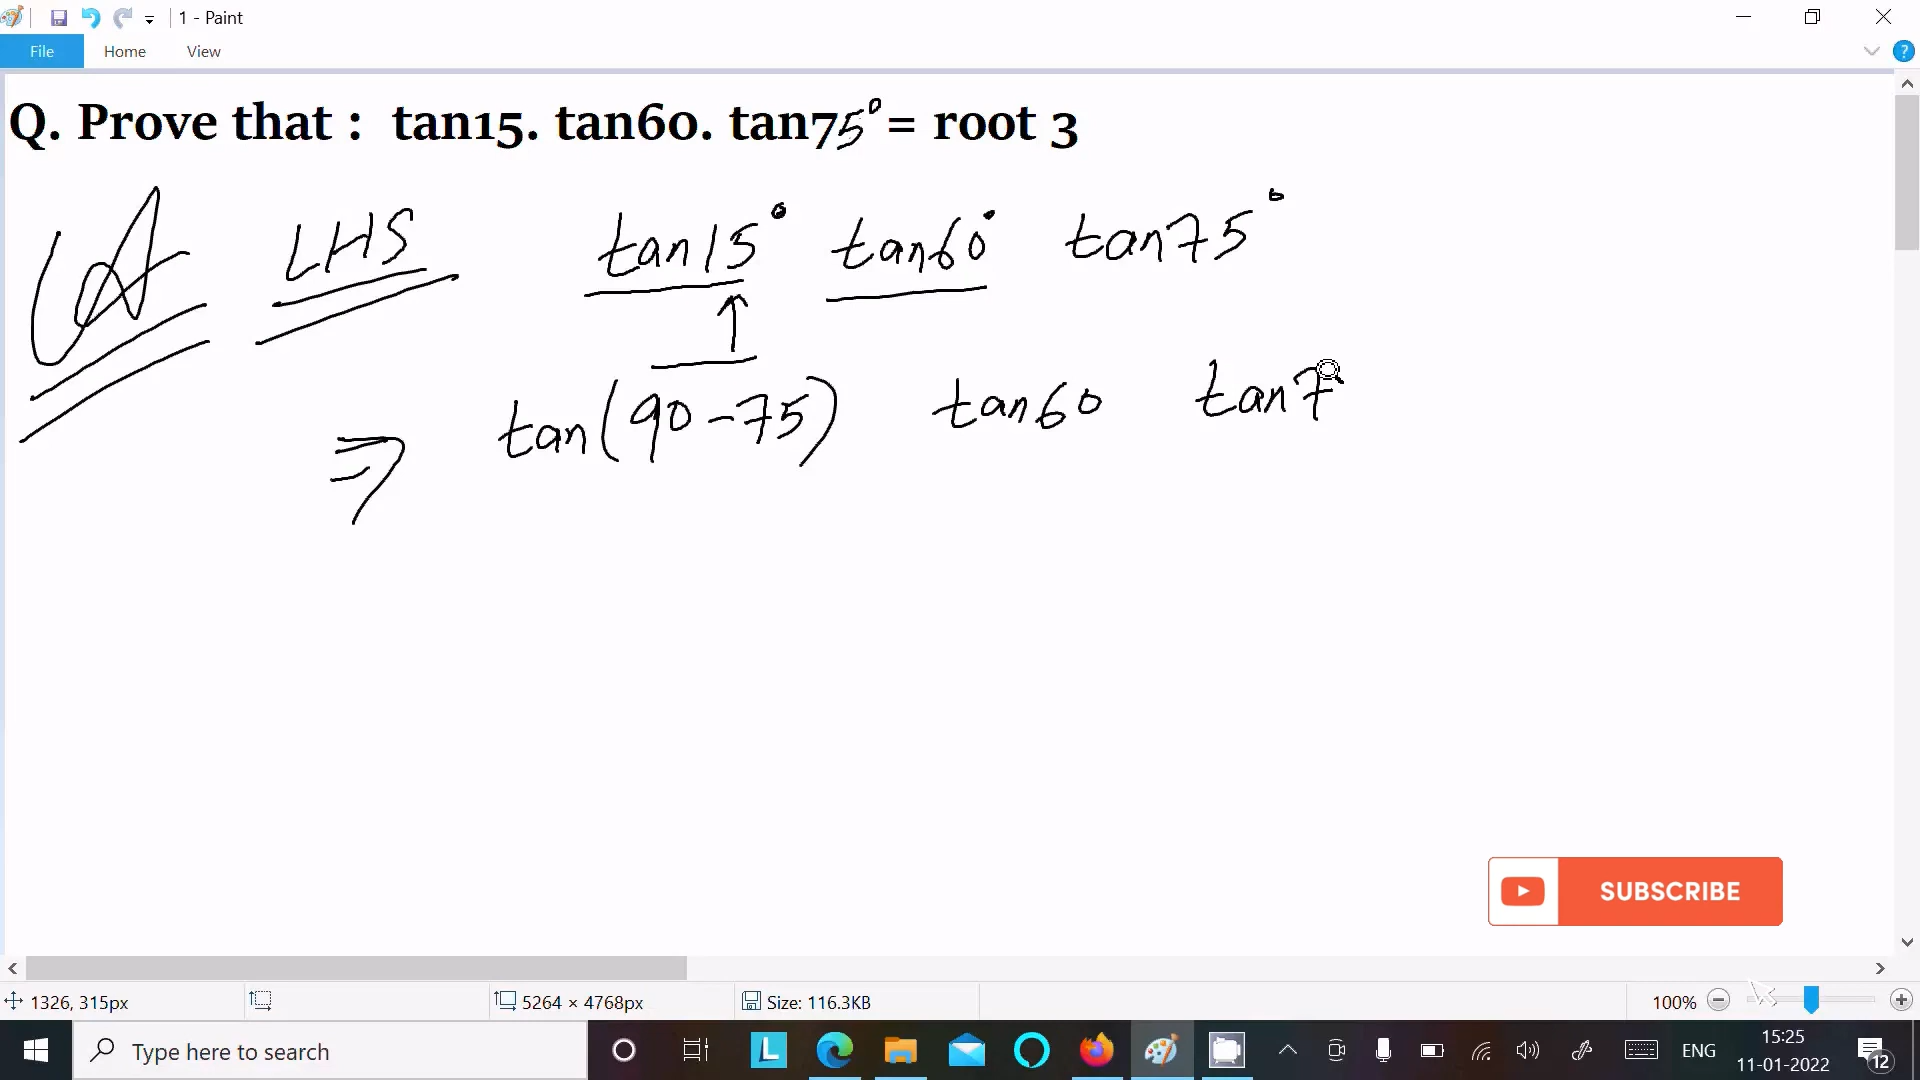 1 - Paint
File Home View
Q. Prove that : tan15. tan60. tan75° = root 3
LHS tan15° tan60° tan75°
⇒ tan(90-75) tan60 tan7
SUBSCRIBE
1326, 315px 5264 × 4768px Size: 116.3KB 100%
Type here to search L ENG 15:25
11-01-2022 12